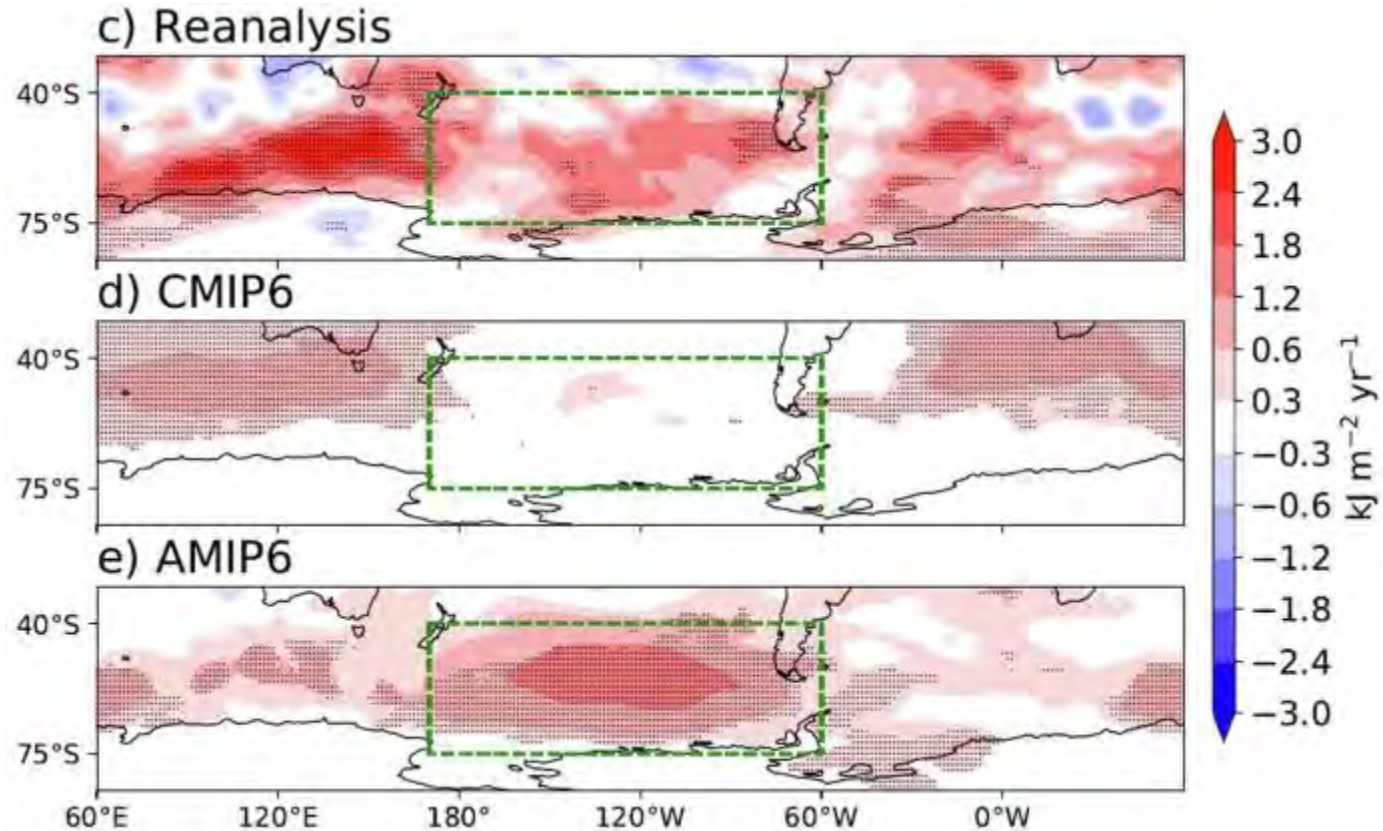 c) Reanalysis
40°S
75°S
d) CMIP6
40°S
75°S
e) AMIP6
40°S
75°S
60°E 120°E 180° 120°W 60°W 0°W
3.0
2.4
1.8
1.2
0.6
0.3
−0.3
−0.6
−1.2
−1.8
−2.4
−3.0
kJ m⁻² yr⁻¹